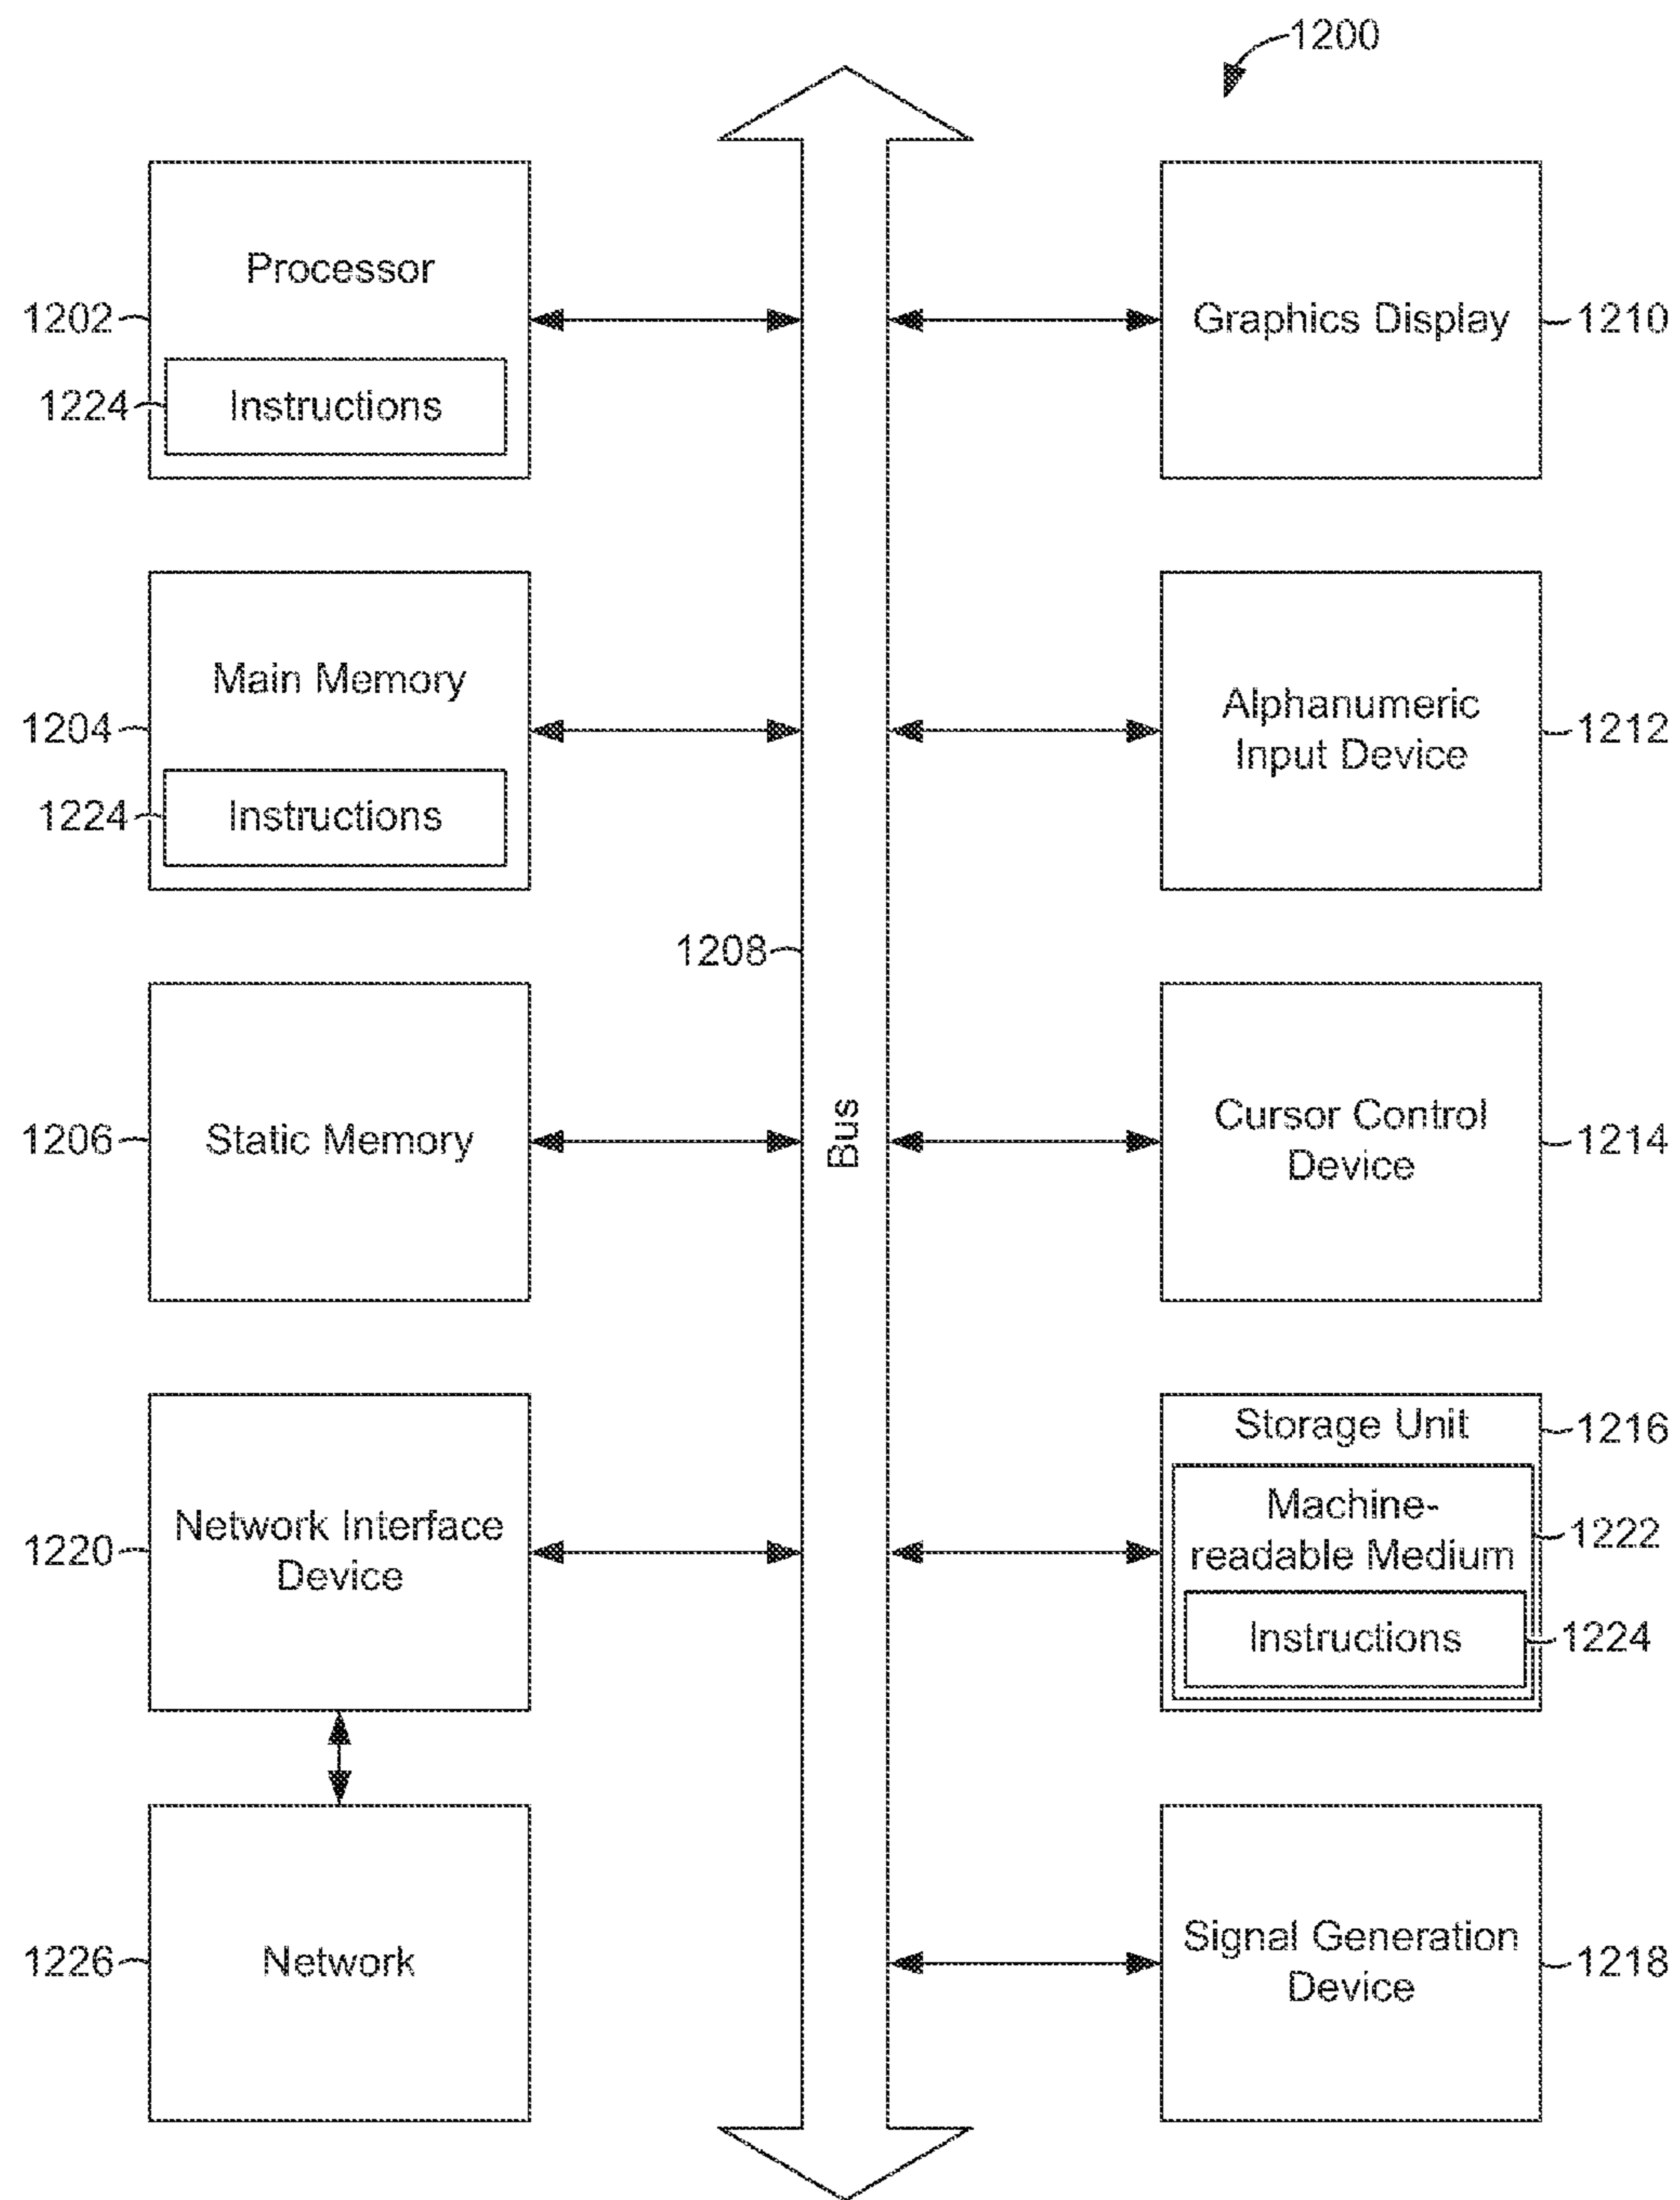 1200
Processor
1202
1224
Instructions
Graphics Display
1210
Main Memory
1204
1224
Instructions
Alphanumeric
Input Device
1212
1208
Bus
1206
Static Memory
Cursor Control
Device
1214
1220
Network Interface
Device
Storage Unit
1216
Machine-
readable Medium
1222
Instructions
1224
1226
Network
Signal Generation
Device
1218